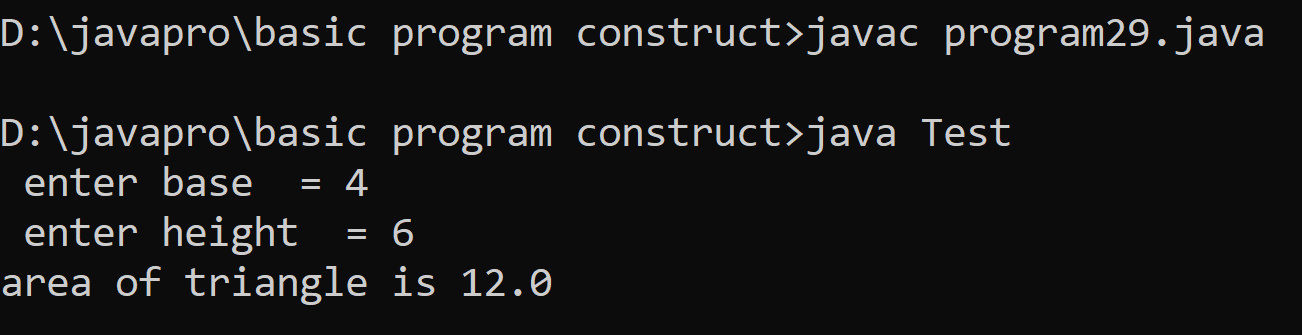 D:\javapro\basic program construct>javac program29.java
D:\javapro\basic program construct>java Test
 enter base  = 4
 enter height  = 6
area of triangle is 12.0